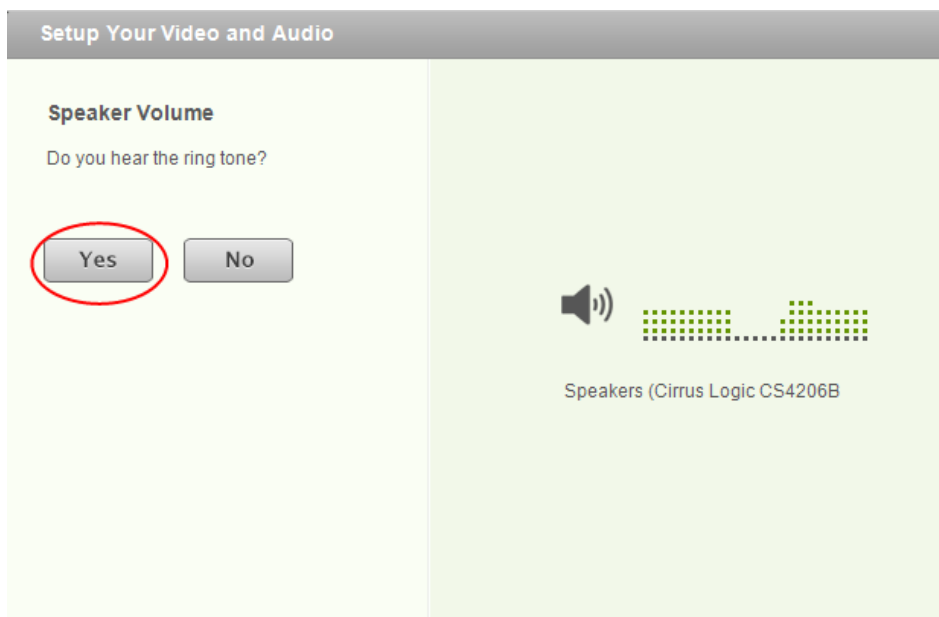 Setup Your Video and Audio
Speaker Volume
Do you hear the ring tone?
Yes
No
Speakers (Cirrus Logic CS4206B